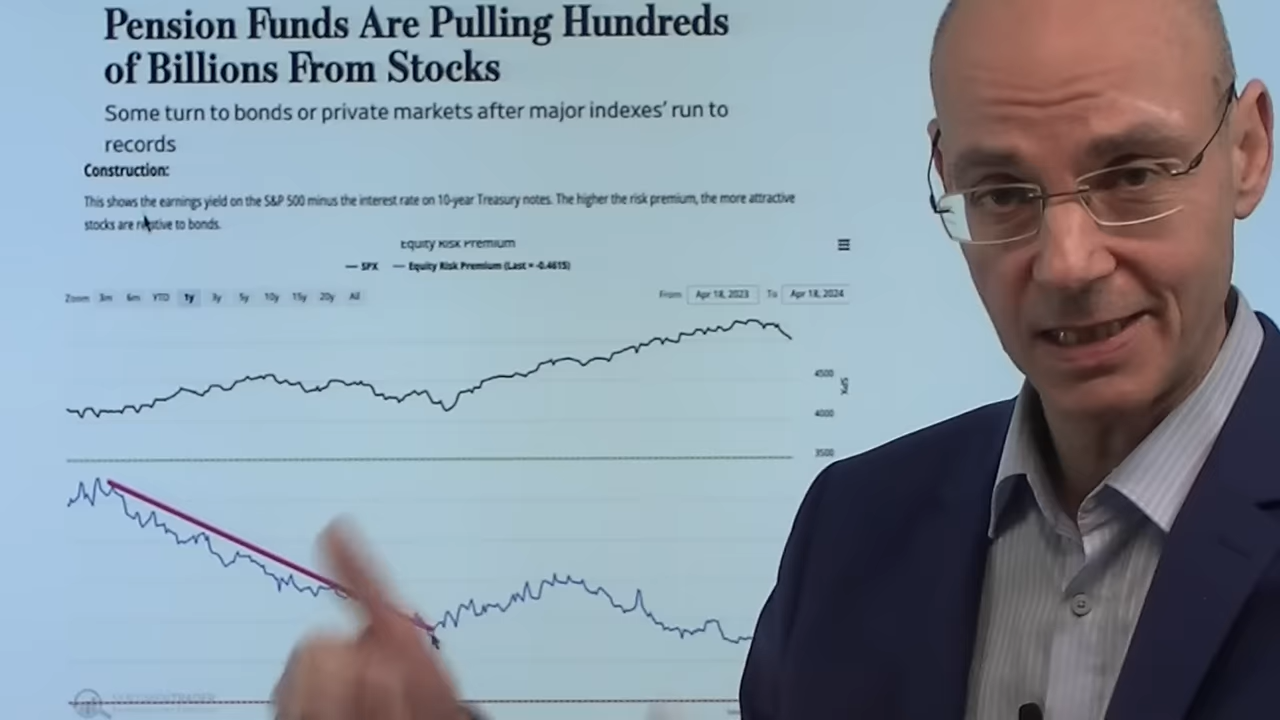 Pension Funds Are Pulling Hundreds
of Billions From Stocks
Some turn to bonds or private markets after major indexes' run to
records
Construction:
This shows the earnings yield on the S&P 500 minus the interest rate on 10-year Treasury notes. The higher the risk premium, the more attractive
stocks are relative to bonds.
Equity Risk Premium
SPX Equity Risk Premium (Last = -0.4615)
Zoom 3m 6m YTD 1y 3y 5y 10y 15y 20y All From Apr 18, 2023 To Apr 18, 2024
4500
SPX
4000
3500
SENTIMENTRADER